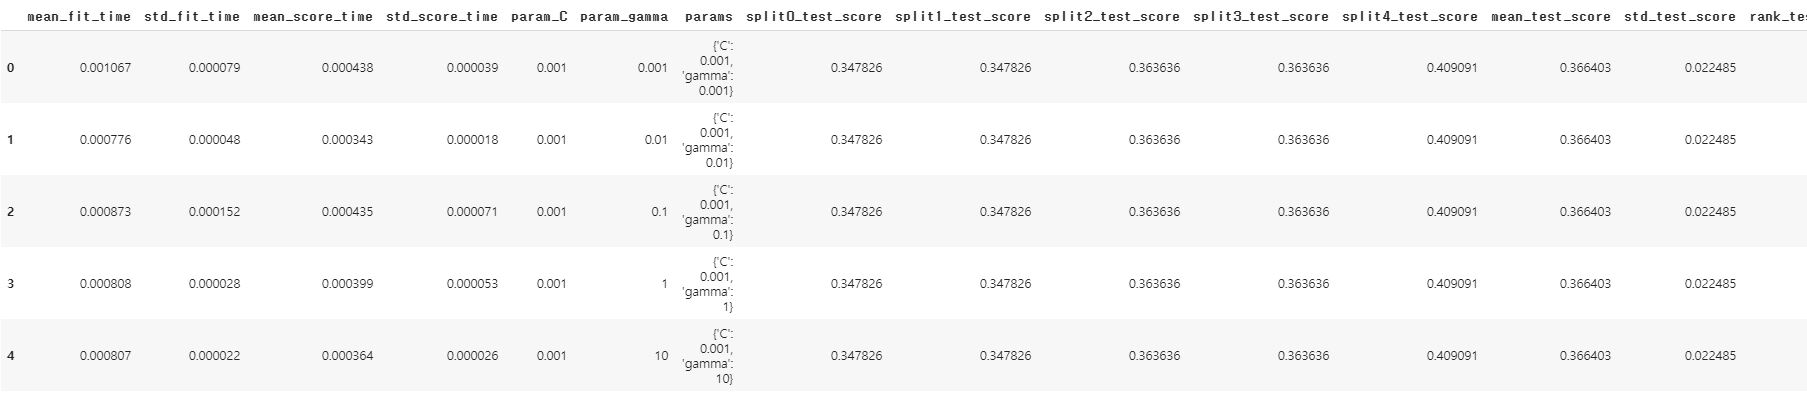 mean_fit_time std_fit_time mean_score_time std_score_time param_C param_gamma params split0_test_score split1_test_score split2_test_score split3_test_score split4_test_score mean_test_score std_test_score
{'C':
0 0.001067 0.000079 0.000438 0.000039 0.001 0.001 0.001, 0.347826 0.347826 0.363636 0.363636 0.409091 0.366403 0.022485
'gamma':
0.001}
{'C':
1 0.000776 0.000048 0.000343 0.000018 0.001 0.01 0.001, 0.347826 0.347826 0.363636 0.363636 0.409091 0.366403 0.022485
'gamma':
0.01}
{'C':
2 0.000873 0.000152 0.000435 0.000071 0.001 0.1 0.001, 0.347826 0.347826 0.363636 0.363636 0.409091 0.366403 0.022485
'gamma':
0.1}
{'C':
3 0.000808 0.000028 0.000399 0.000053 0.001 1 0.001, 0.347826 0.347826 0.363636 0.363636 0.409091 0.366403 0.022485
'gamma':
1}
{'C':
4 0.000807 0.000022 0.000364 0.000026 0.001 10 0.001, 0.347826 0.347826 0.363636 0.363636 0.409091 0.366403 0.022485
'gamma':
10}